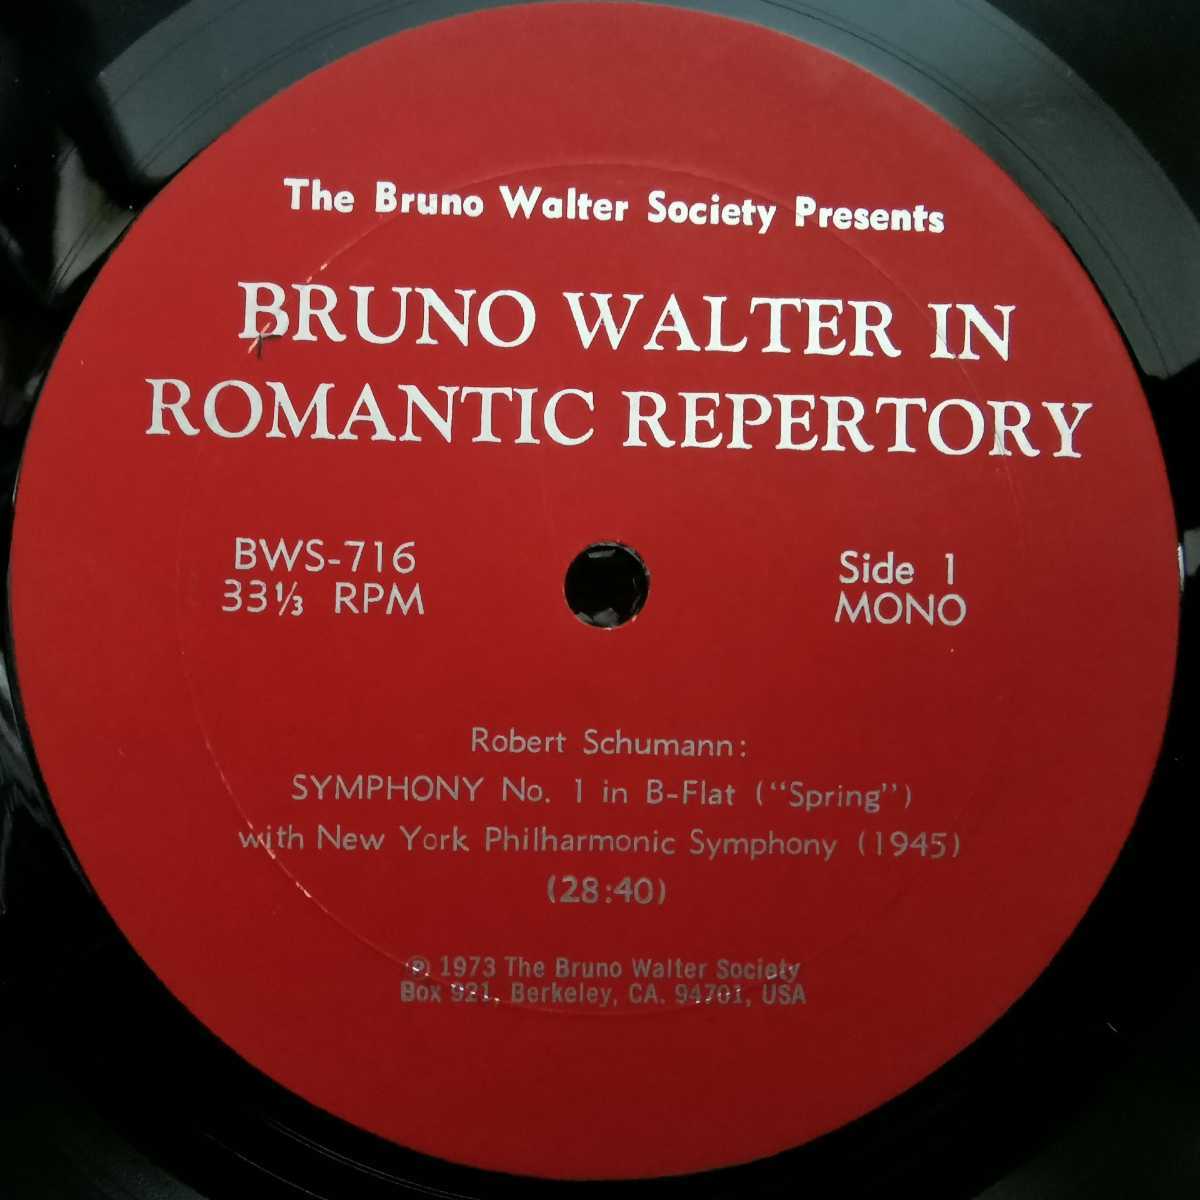 The Bruno Walter Society Presents
BRUNO WALTER IN
ROMANTIC REPERTORY
BWS-716
33⅓ RPM
Side 1
MONO
Robert Schumann:
SYMPHONY No. 1 in B-Flat ("Spring")
with New York Philharmonic Symphony (1945)
(28:40)
℗ 1973 The Bruno Walter Society
Box 921, Berkeley, CA. 94701, USA